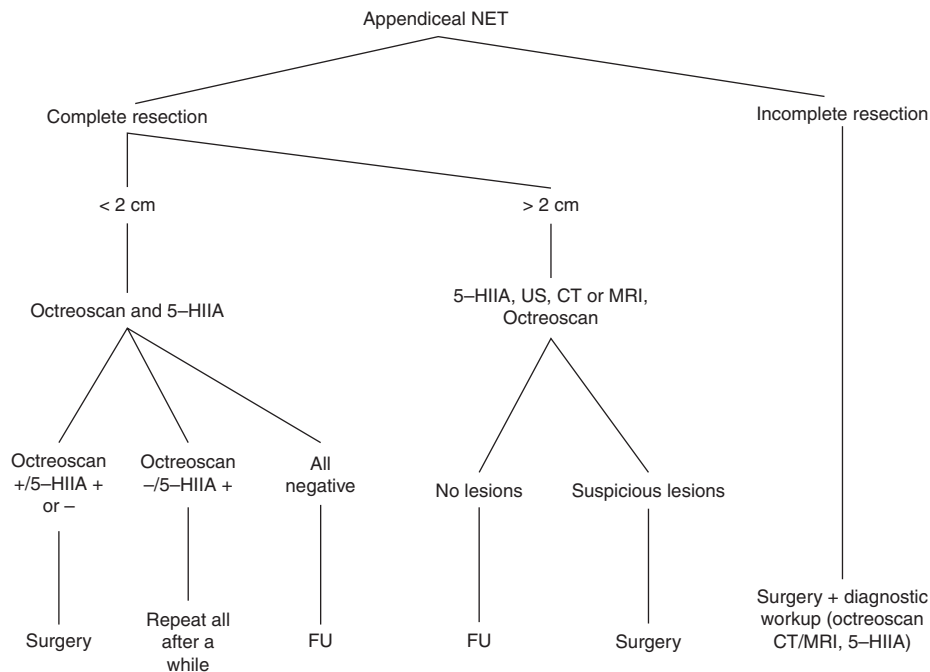 Appendiceal NET
Complete resection
Incomplete resection
< 2 cm
> 2 cm
Octreoscan and 5–HIIA
5–HIIA, US, CT or MRI,
Octreoscan
Octreoscan
+/5–HIIA +
or –
Octreoscan
–/5–HIIA +
All
negative
No lesions
Suspicious lesions
Surgery
Repeat all
after a
while
FU
FU
Surgery
Surgery + diagnostic
workup (octreoscan
CT/MRI, 5–HIIA)